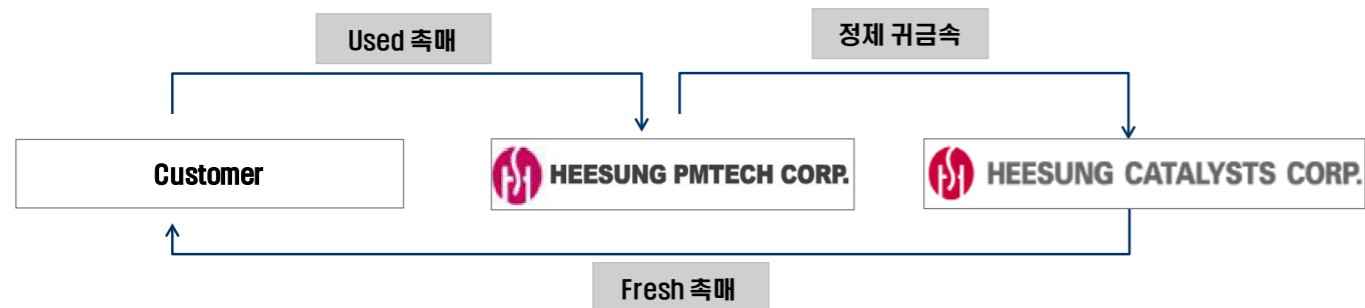 Used 촉매
정제 귀금속
Customer
HEESUNG PMTECH CORP.
HEESUNG CATALYSTS CORP.
Fresh 촉매